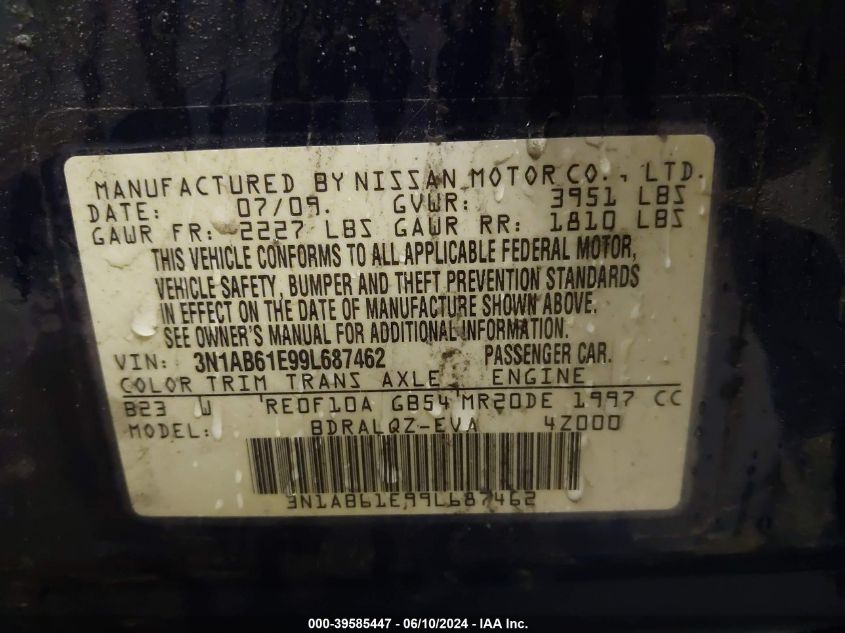 MANUFACTURED BY NISSAN MOTOR CO., LTD.
DATE: 07/09. GVWR: 3951 LBS
GAWR FR: 2227 LBS GAWR RR: 1810 LBS
THIS VEHICLE CONFORMS TO ALL APPLICABLE FEDERAL MOTOR,
VEHICLE SAFETY, BUMPER AND THEFT PREVENTION STANDARDS
IN EFFECT ON THE DATE OF MANUFACTURE SHOWN ABOVE.
SEE OWNER'S MANUAL FOR ADDITIONAL INFORMATION.
VIN: 3N1AB61E99L687462 PASSENGER CAR.
COLOR TRIM TRANS AXLE ENGINE
B23 W RE0F10A GB54 MR20DE 1997 CC
MODEL: BDRALQZ-EVA 4Z000
3N1AB61E99L687462
000-39585447 - 06/10/2024 - IAA Inc.